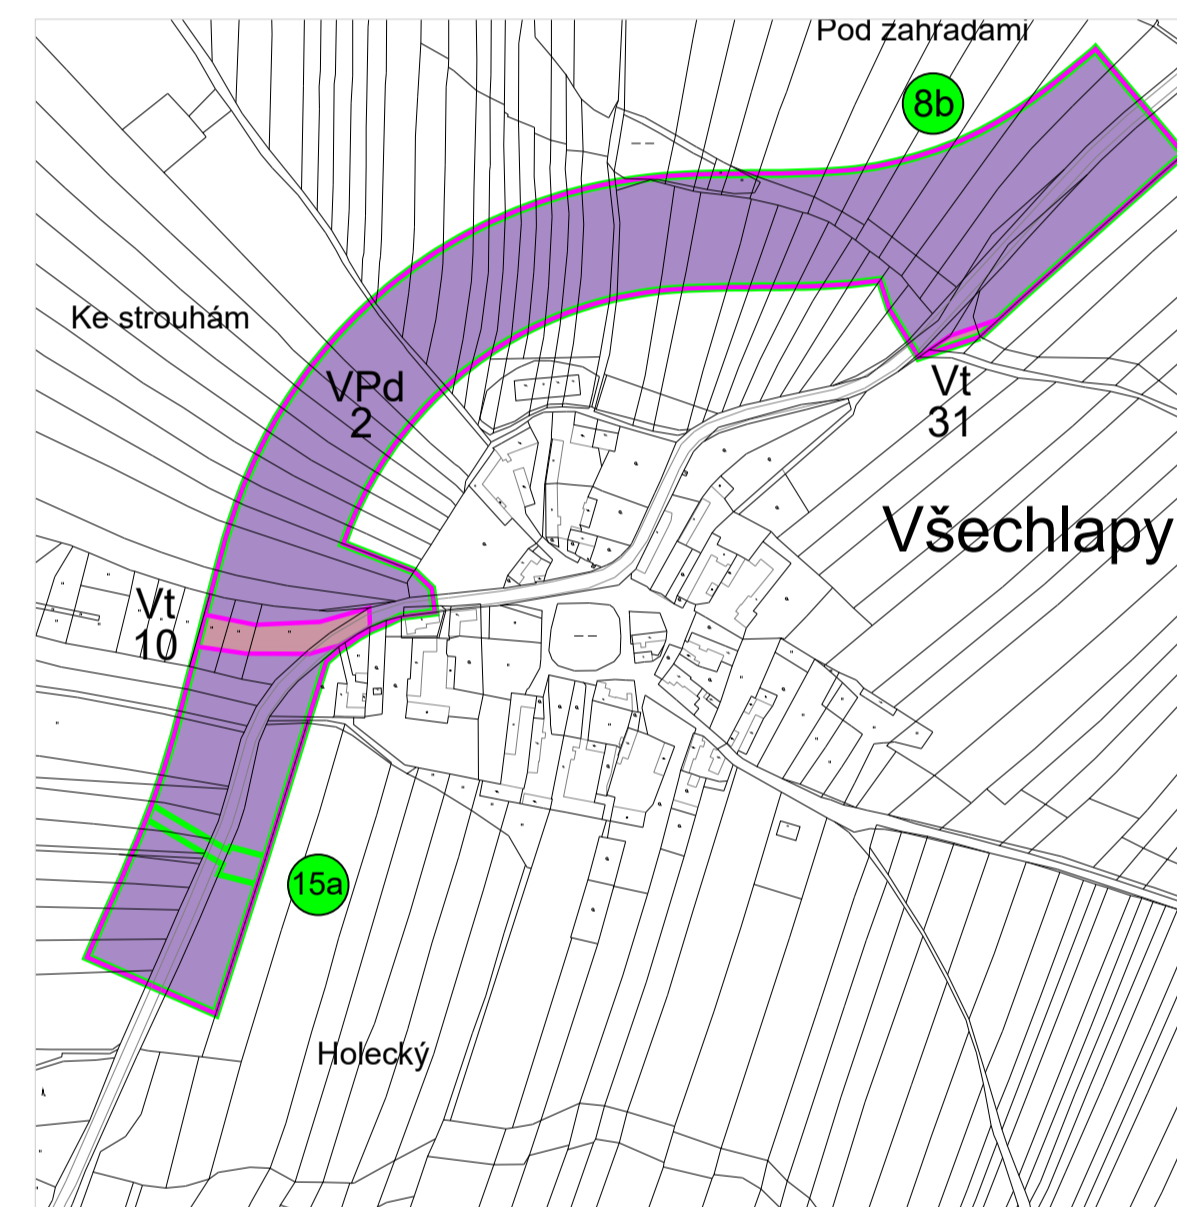 Pod zahradami
8b
Ke strouhám
VPd
2
Vt
31
Všechlapy
Vt
10
15a
Holecký